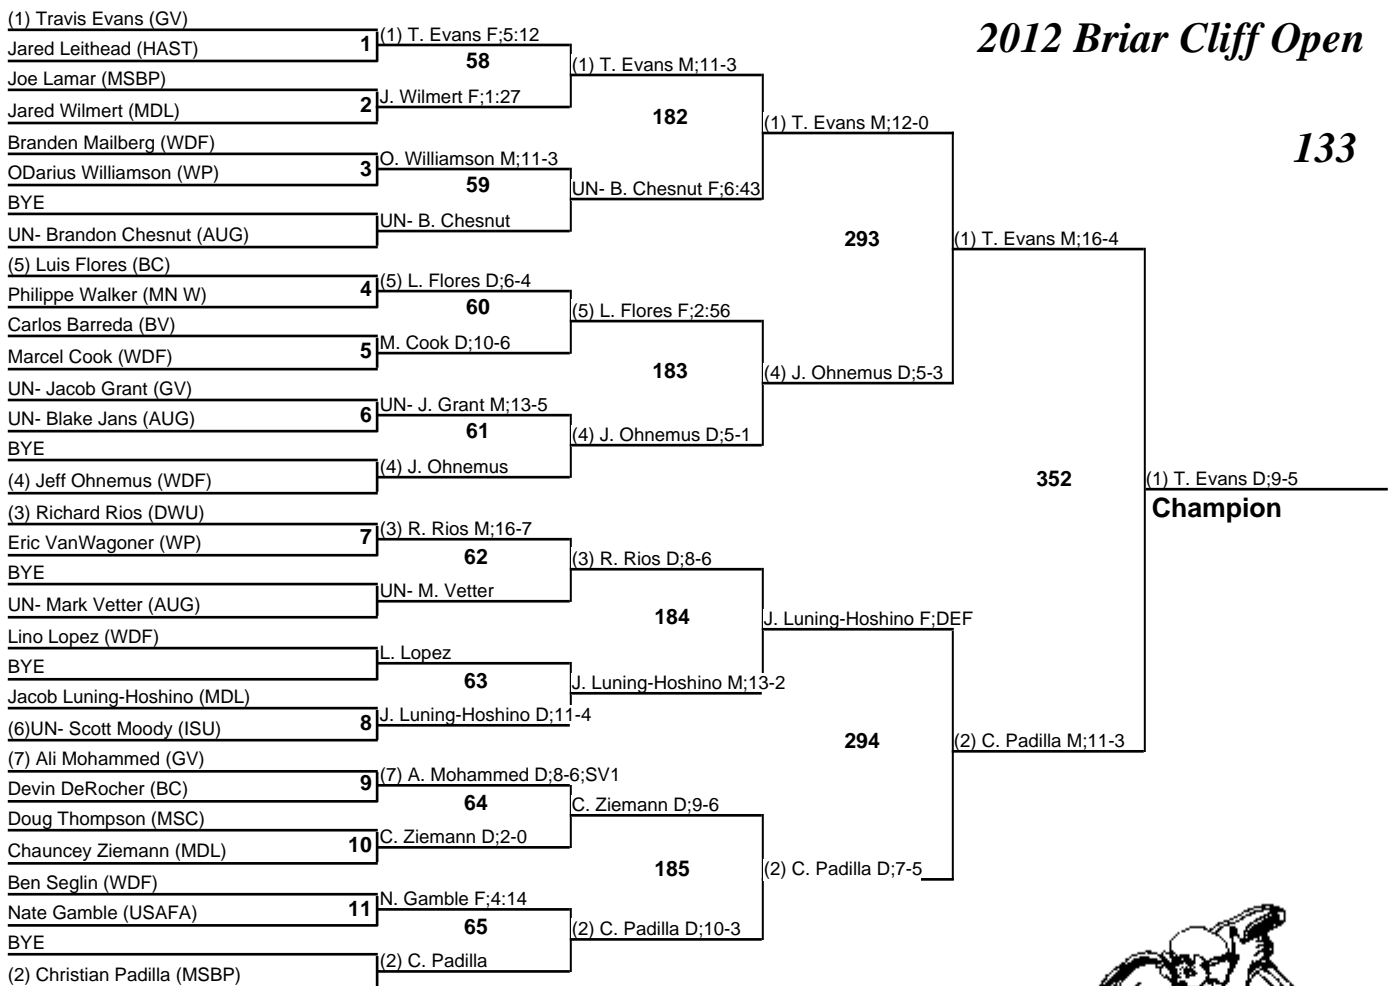 2012 Briar Cliff Open
133
(1) Travis Evans (GV)
Jared Leithead (HAST)
Joe Lamar (MSBP)
Jared Wilmert (MDL)
Branden Mailberg (WDF)
ODarius Williamson (WP)
BYE
UN- Brandon Chesnut (AUG)
(5) Luis Flores (BC)
Philippe Walker (MN W)
Carlos Barreda (BV)
Marcel Cook (WDF)
UN- Jacob Grant (GV)
UN- Blake Jans (AUG)
BYE
(4) Jeff Ohnemus (WDF)
(3) Richard Rios (DWU)
Eric VanWagoner (WP)
BYE
UN- Mark Vetter (AUG)
Lino Lopez (WDF)
BYE
Jacob Luning-Hoshino (MDL)
(6)UN- Scott Moody (ISU)
(7) Ali Mohammed (GV)
Devin DeRocher (BC)
Doug Thompson (MSC)
Chauncey Ziemann (MDL)
Ben Seglin (WDF)
Nate Gamble (USAFA)
BYE
(2) Christian Padilla (MSBP)
1
2
3
4
5
6
7
8
9
10
11
(1) T. Evans F;5:12
58
J. Wilmert F;1:27
O. Williamson M;11-3
59
UN- B. Chesnut
(5) L. Flores D;6-4
60
M. Cook D;10-6
UN- J. Grant M;13-5
61
(4) J. Ohnemus
(3) R. Rios M;16-7
62
UN- M. Vetter
L. Lopez
63
J. Luning-Hoshino D;11-4
(7) A. Mohammed D;8-6;SV1
64
C. Ziemann D;2-0
N. Gamble F;4:14
65
(2) C. Padilla
(1) T. Evans M;11-3
182
UN- B. Chesnut F;6:43
(5) L. Flores F;2:56
183
(4) J. Ohnemus D;5-1
(3) R. Rios D;8-6
184
J. Luning-Hoshino M;13-2
C. Ziemann D;9-6
185
(2) C. Padilla D;10-3
(1) T. Evans M;12-0
293
(4) J. Ohnemus D;5-3
J. Luning-Hoshino F;DEF
294
(2) C. Padilla D;7-5
(1) T. Evans M;16-4
352
(2) C. Padilla M;11-3
(1) T. Evans D;9-5
Champion